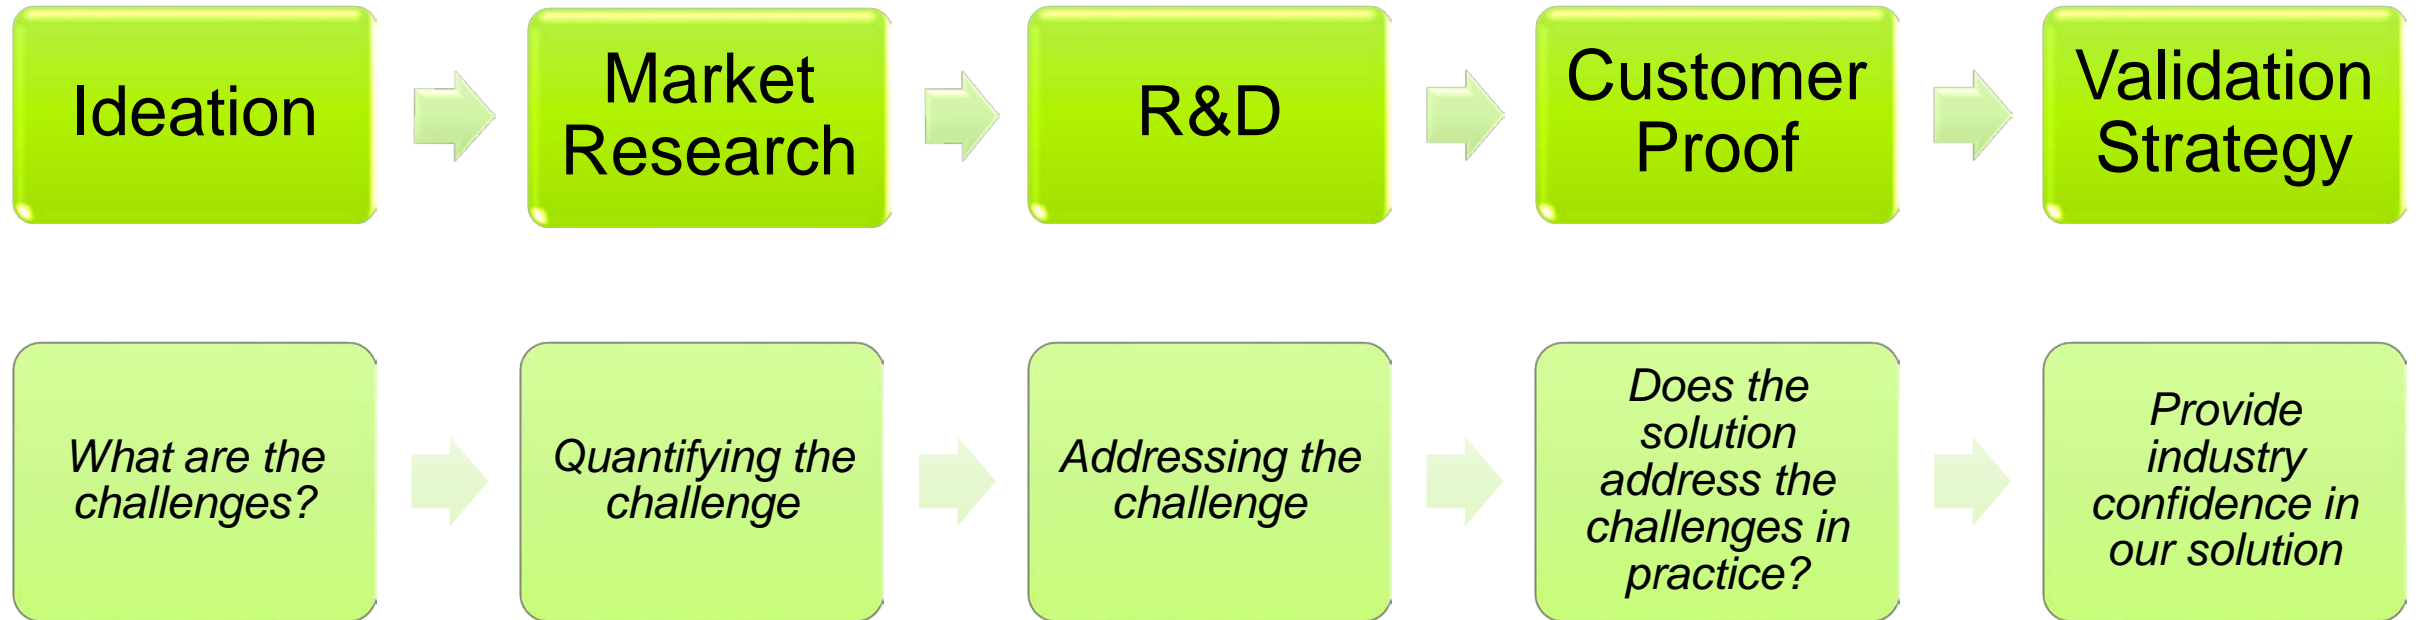 Ideation
Market
Research
R&D
Customer
Proof
Validation
Strategy
What are the
challenges?
Quantifying the
challenge
Addressing the
challenge
Does the
solution
address the
challenges in
practice?
Provide
industry
confidence in
our solution